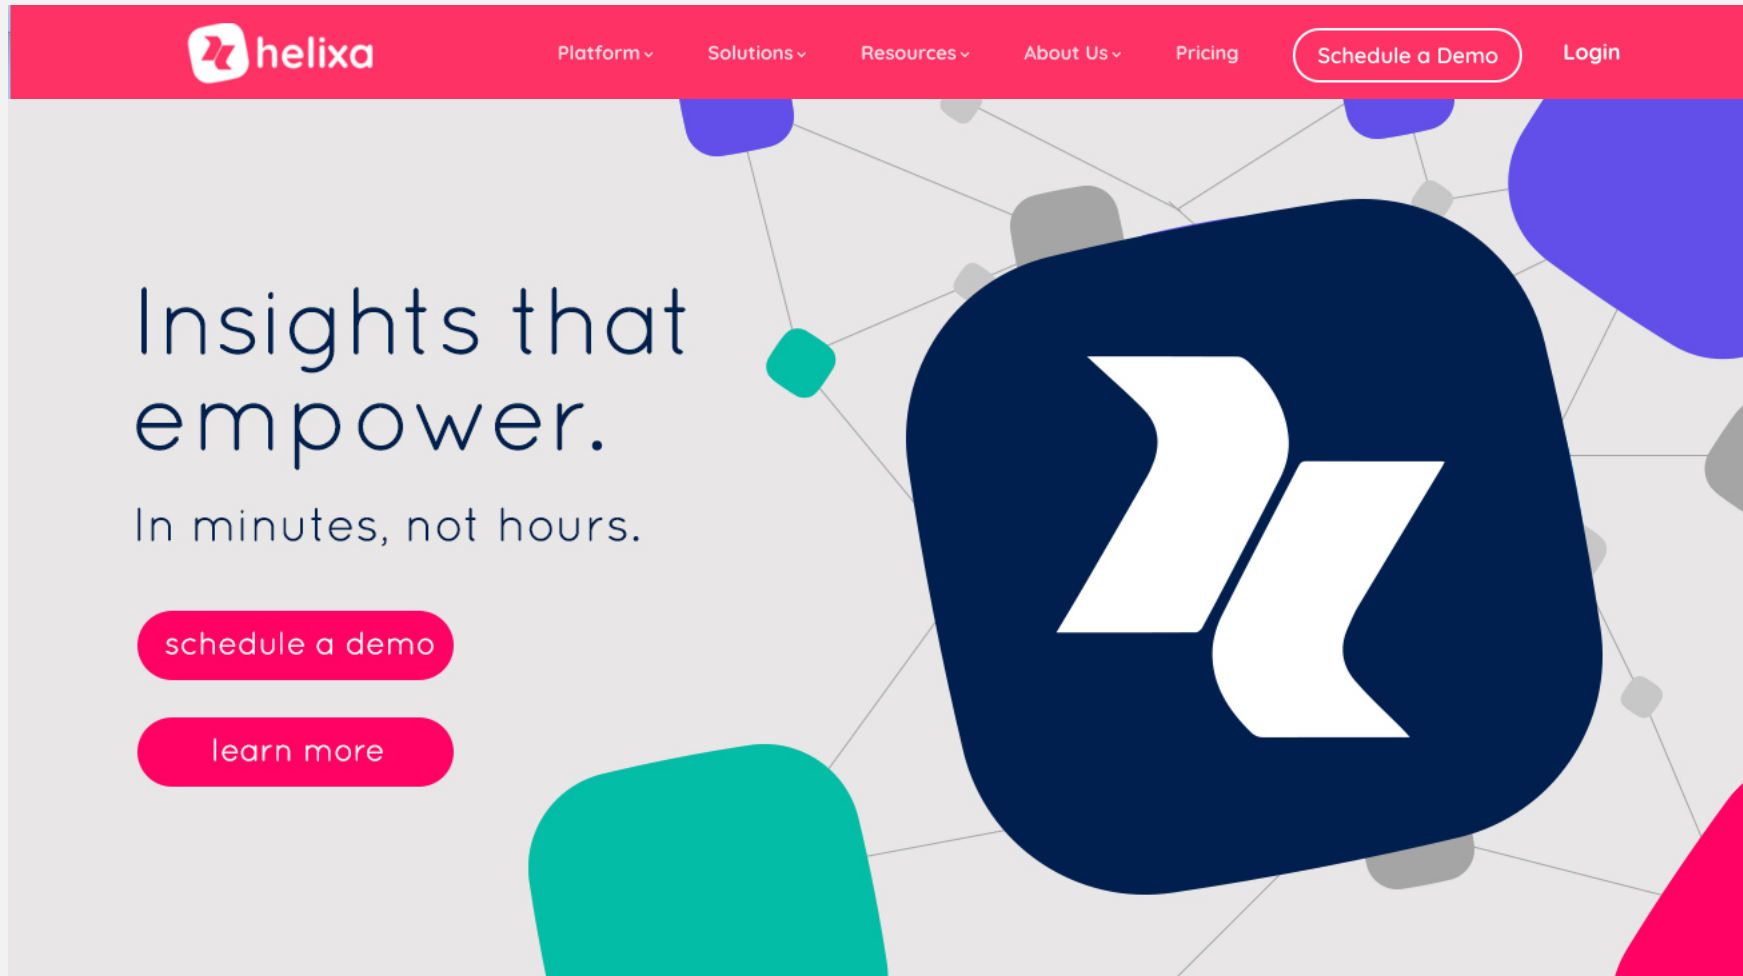 helixa
Platform
Solutions
Resources
About Us
Pricing
Schedule a Demo
Login
Insights that
empower.
In minutes, not hours.
schedule a demo
learn more